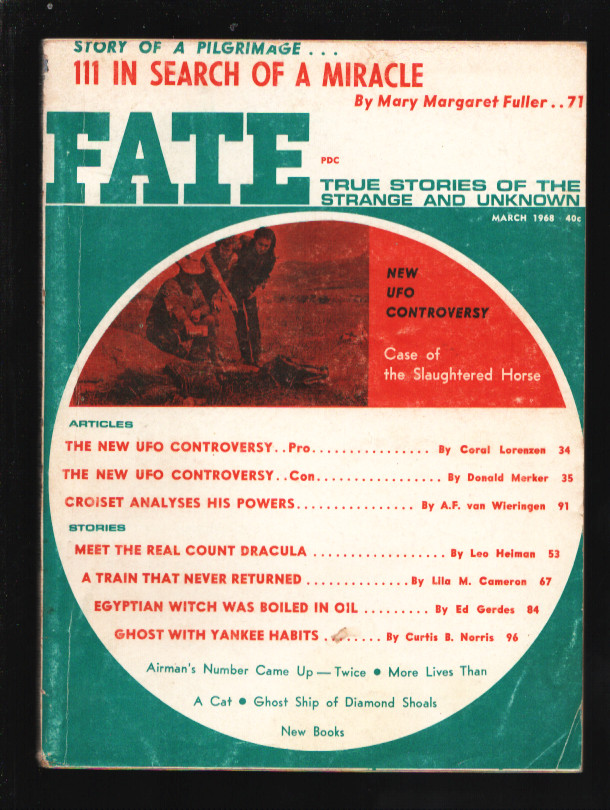 STORY OF A PILGRIMAGE . . .
111 IN SEARCH OF A MIRACLE
By Mary Margaret Fuller . . 71
FATE
PDC
TRUE STORIES OF THE
STRANGE AND UNKNOWN
MARCH 1968 40c
NEW
UFO
CONTROVERSY
Case of
the Slaughtered Horse
ARTICLES
THE NEW UFO CONTROVERSY . . Pro . . . . . . . . . . . . . . . . By Coral Lorenzen 34
THE NEW UFO CONTROVERSY . . Con . . . . . . . . . . . . . . . . . By Donald Merker 35
CROISET ANALYSES HIS POWERS . . . . . . . . . . . . . . . . By A.F. van Wieringen 91
STORIES
MEET THE REAL COUNT DRACULA . . . . . . . . . . . . . . . . . . By Leo Heiman 53
A TRAIN THAT NEVER RETURNED . . . . . . . . . . . . . . By Lila M. Cameron 67
EGYPTIAN WITCH WAS BOILED IN OIL . . . . . . . . . By Ed Gerdes 84
GHOST WITH YANKEE HABITS . . . . . . . . By Curtis B. Norris 96
Airman's Number Came Up — Twice ● More Lives Than
A Cat ● Ghost Ship of Diamond Shoals
New Books